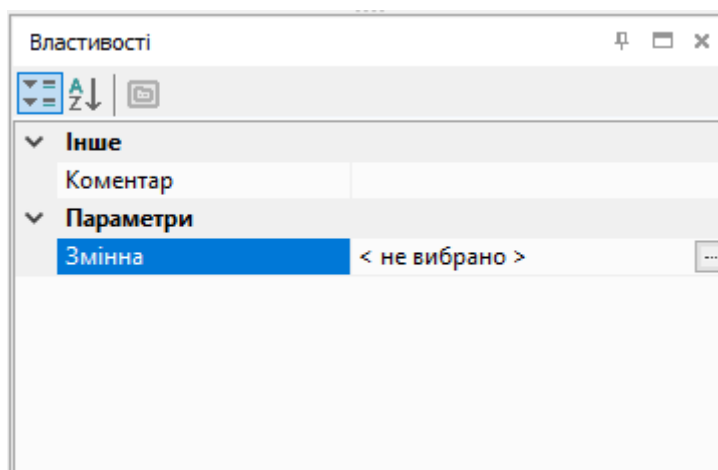 Властивості
Інше
Коментар
Параметри
Змінна < не вибрано > ...